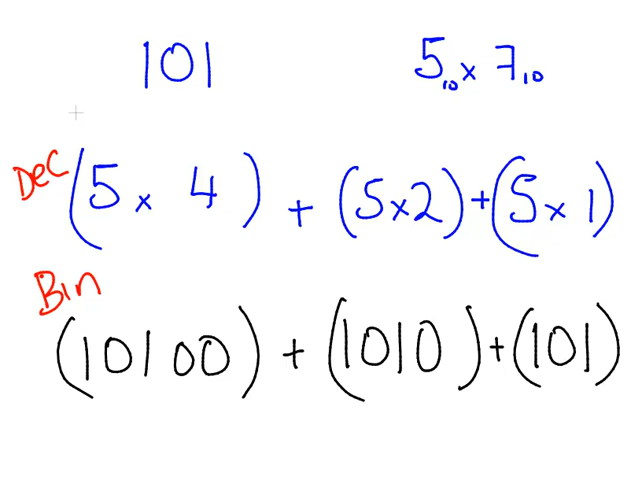 101 5₁₀ x 7₁₀
Dec (5 x 4) + (5x2) + (5 x 1)
Bin
(10100) + (1010) + (101)